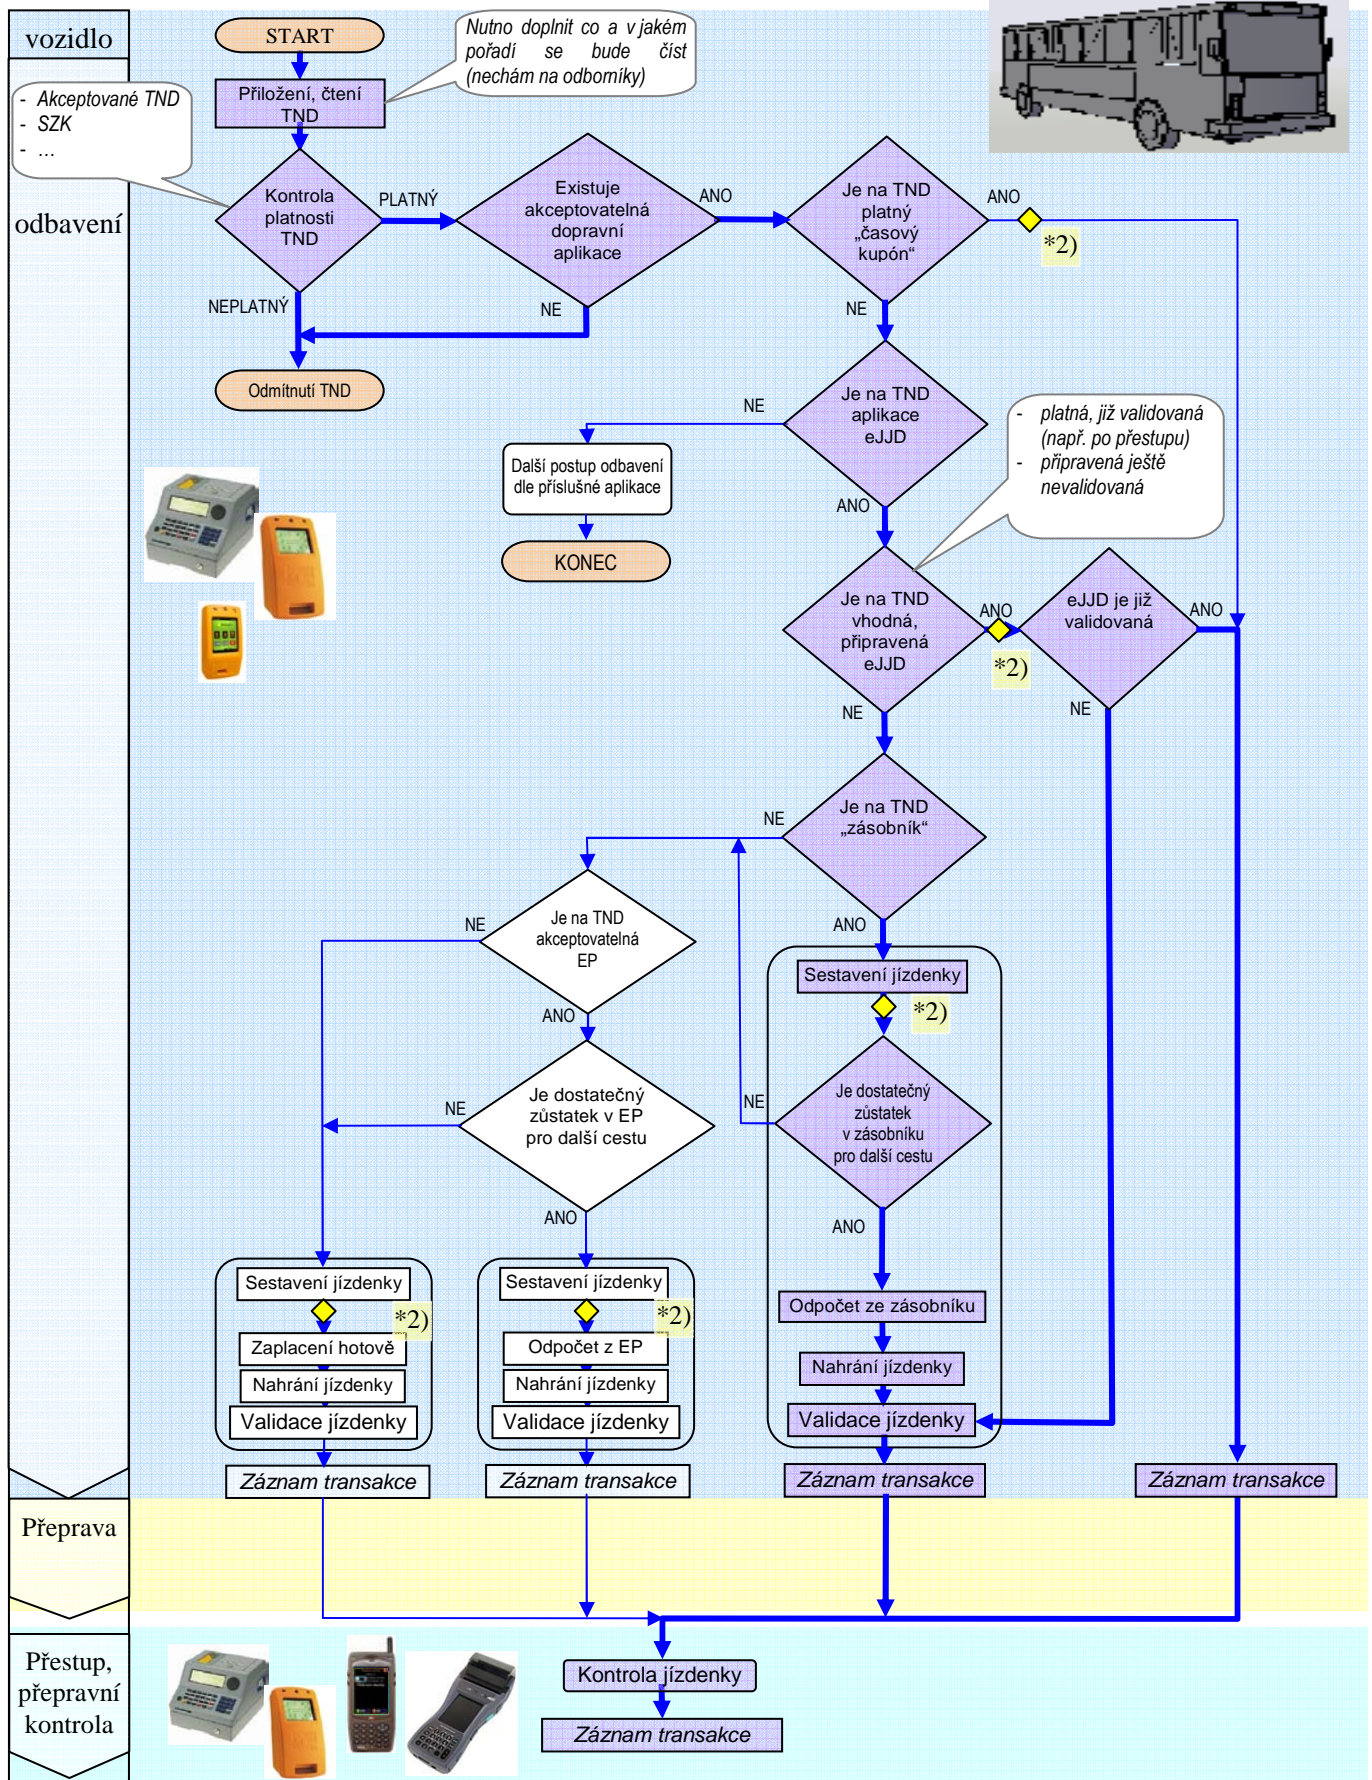 vozidlo
START
Nutno doplnit co a v jakém
pořadí se bude číst
(nechám na odborníky)
- Akceptované TND
- SZK
- ...
Přiložení, čtení
TND
odbavení
Kontrola
platnosti
TND
PLATNÝ
Existuje
akceptovatelná
dopravní
aplikace
ANO
Je na TND
platný
„časový
kupón“
ANO
*2)
NEPLATNÝ
NE
NE
Odmítnutí TND
Je na TND
aplikace
eJJD
NE
- platná, již validovaná
(např. po přestupu)
- připravená ještě
nevalidovaná
Další postup odbavení
dle příslušné aplikace
ANO
KONEC
Je na TND
vhodná,
připravená
eJJD
ANO
*2)
eJJD je již
validovaná
ANO
NE
NE
Je na TND
„zásobník“
NE
ANO
Je na TND
akceptovatelná
EP
NE
ANO
Sestavení jízdenky
*2)
Je dostatečný
zůstatek v EP
pro další cestu
NE
ANO
Je dostatečný
zůstatek
v zásobníku
pro další cestu
NE
ANO
Sestavení jízdenky
*2)
Zaplacení hotově
Nahrání jízdenky
Validace jízdenky
Sestavení jízdenky
*2)
Odpočet z EP
Nahrání jízdenky
Validace jízdenky
Odpočet ze zásobníku
Nahrání jízdenky
Validace jízdenky
Záznam transakce
Záznam transakce
Záznam transakce
Záznam transakce
Přeprava
Přestup,
přepravní
kontrola
Kontrola jízdenky
Záznam transakce